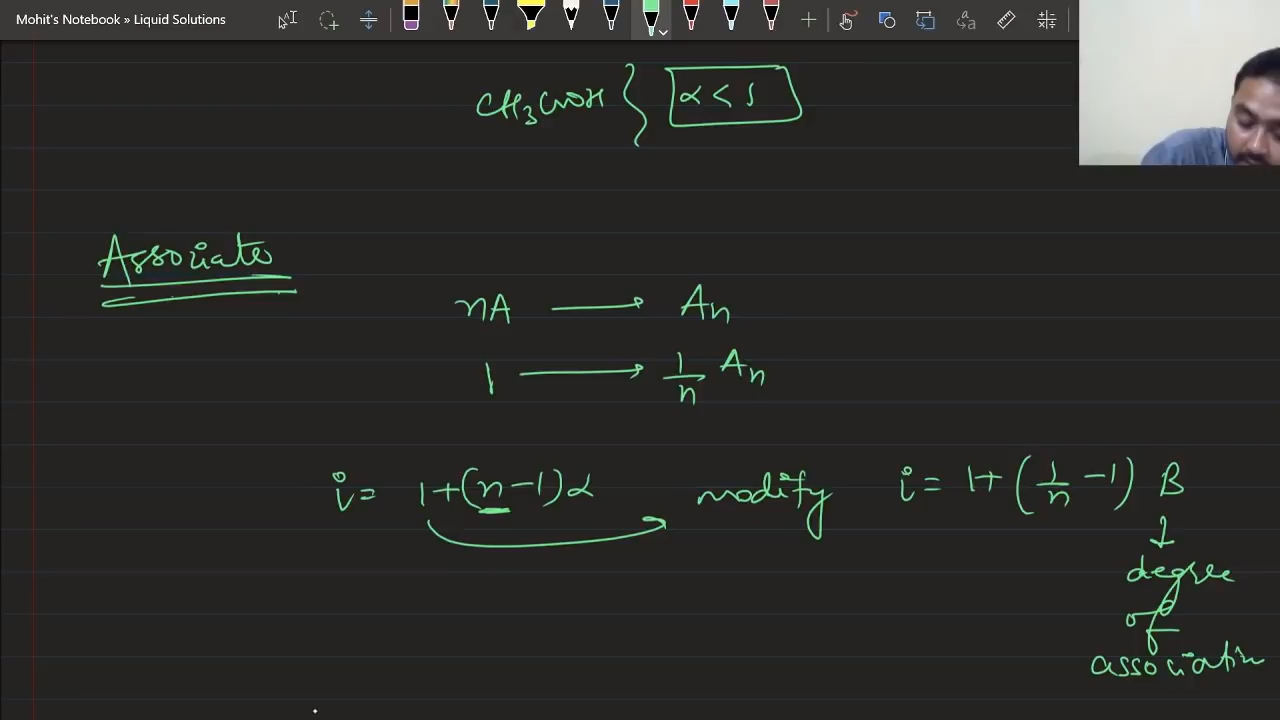 Mohit's Notebook » Liquid Solutions
CH₃COOH } α < 1
Associate
nA ⟶ Aₙ
1 ⟶ 1/n Aₙ
i = 1+(n-1)α modify i = 1+(1/n -1) β
↓
degree
of
association